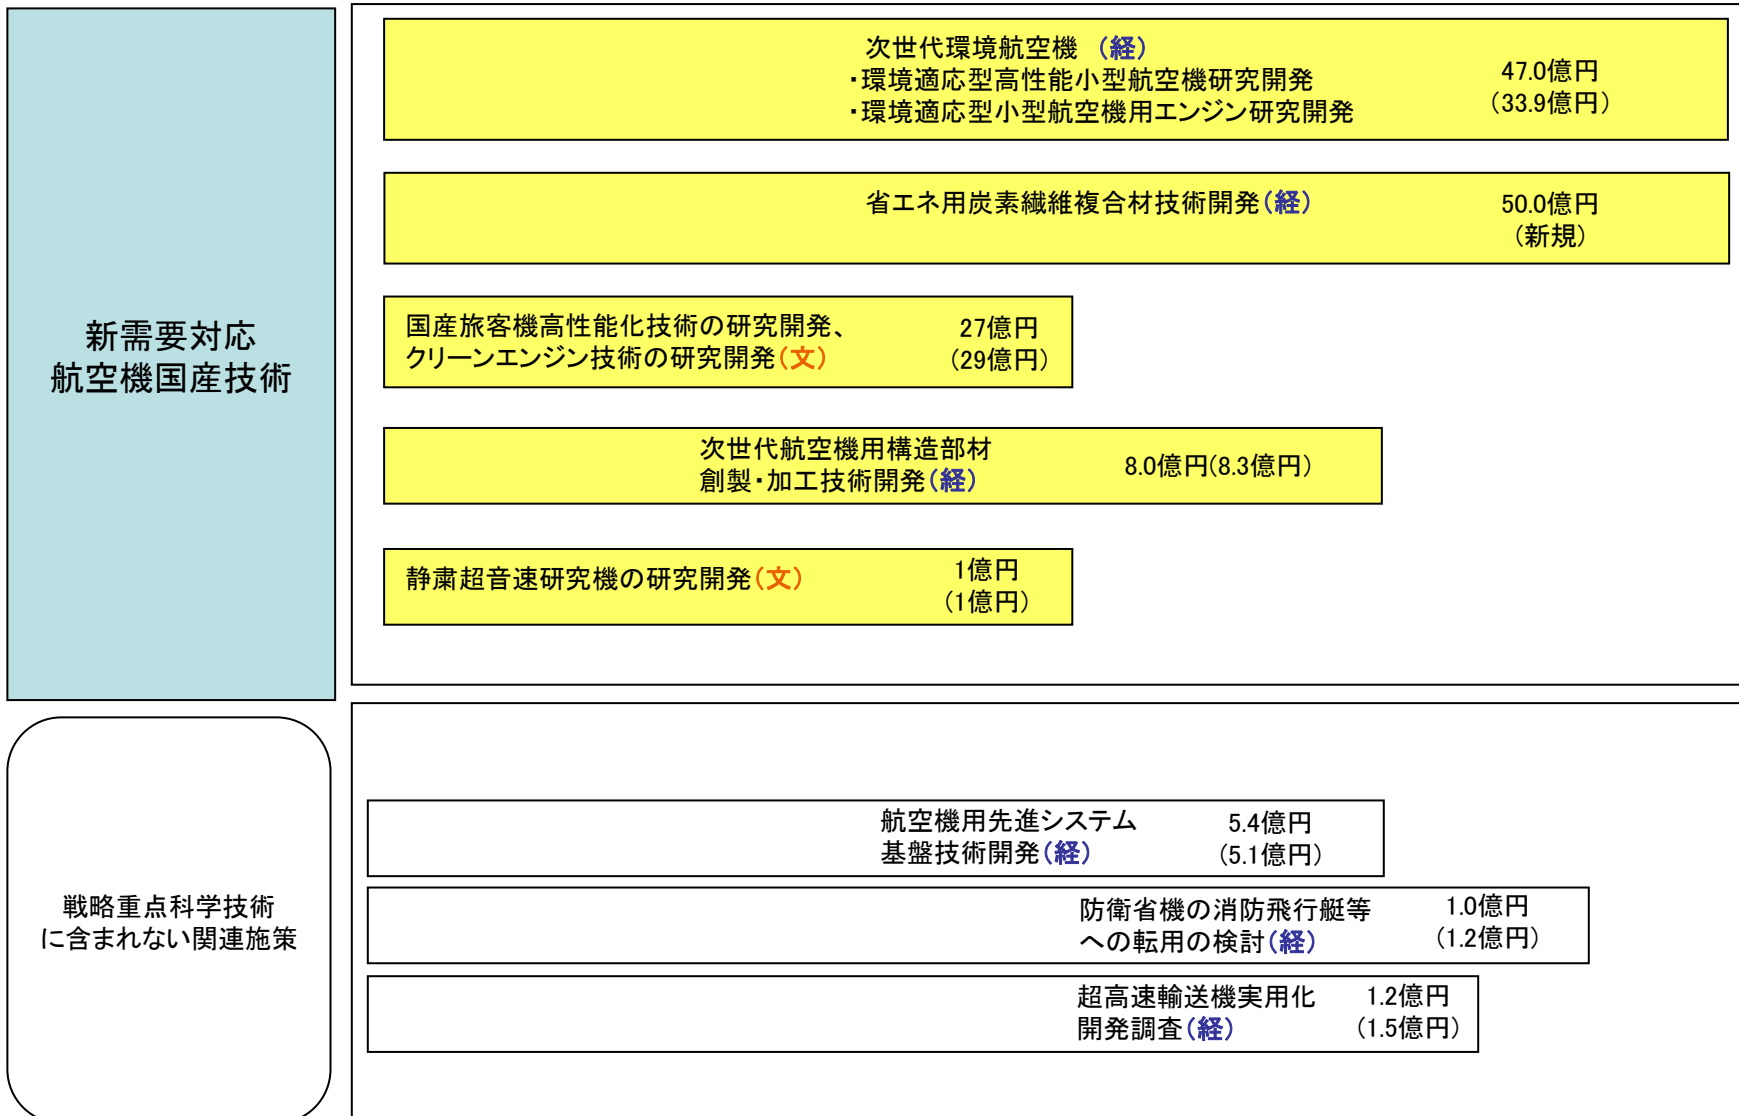 新需要対応
航空機国産技術
次世代環境航空機 (経)
・環境適応型高性能小型航空機研究開発
・環境適応型小型航空機用エンジン研究開発
47.0億円
(33.9億円)
省エネ用炭素繊維複合材技術開発(経)
50.0億円
(新規)
国産旅客機高性能化技術の研究開発、
クリーンエンジン技術の研究開発(文)
27億円
(29億円)
次世代航空機用構造部材
創製・加工技術開発(経)
8.0億円(8.3億円)
静粛超音速研究機の研究開発(文)
1億円
(1億円)
戦略重点科学技術
に含まれない関連施策
航空機用先進システム
基盤技術開発(経)
5.4億円
(5.1億円)
防衛省機の消防飛行艇等
への転用の検討(経)
1.0億円
(1.2億円)
超高速輸送機実用化
開発調査(経)
1.2億円
(1.5億円)